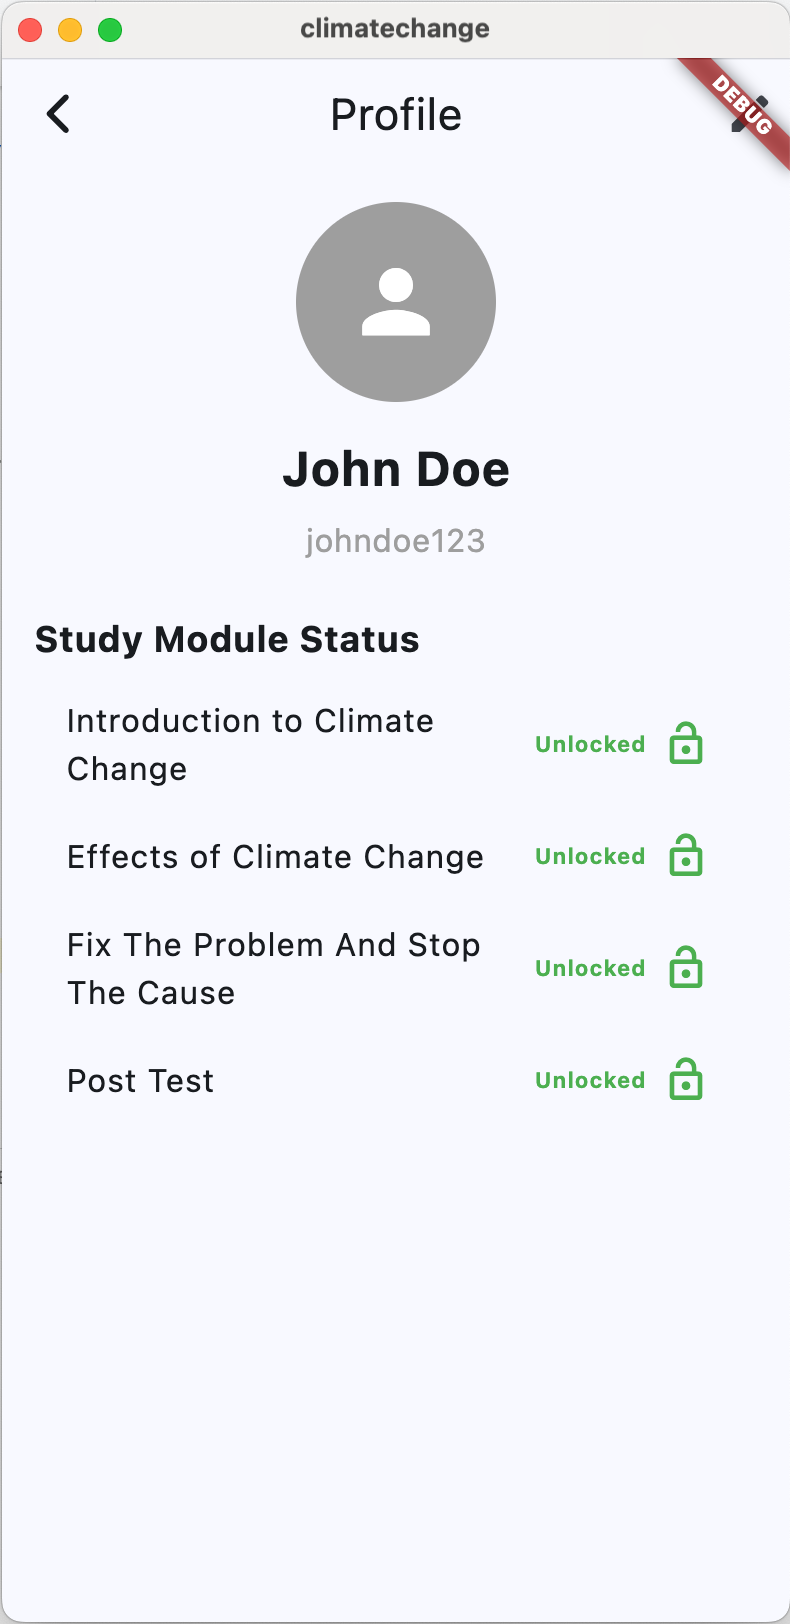 climatechange
DEBUG
Profile
John Doe
johndoe123
Study Module Status
Introduction to Climate
Change
Unlocked
Effects of Climate Change
Unlocked
Fix The Problem And Stop
The Cause
Unlocked
Post Test
Unlocked